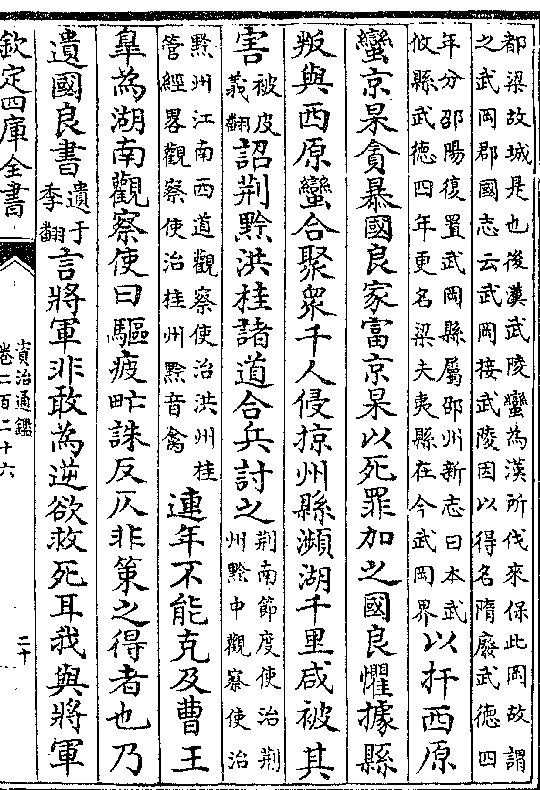 都梁故城是也後漢武陵蠻為漢所伐來保此岡故謂
之武岡郡國志云武岡接武陵因以得名隋廢武德四
年分邵陽復置武岡縣屬邵州新志曰本武
攸縣武德四年更名梁夫夷縣在今武岡界
以扞西原
蠻京杲貪暴國良家富京杲以死罪加之國良懼據縣
叛與西原蠻合聚衆千人侵掠州縣瀕湖千里咸被其
害
被皮
義翻
詔荆黔洪桂諸道合兵討之
荆南節度使治荆
州黔中觀察使治
黔州江南西道觀察使治洪州桂
管經畧觀察使治桂州黔音禽
連年不能克及曹王
臯為湖南觀察使曰驅疲甿誅反仄非策之得者也乃
遺國良書
遺于
季翻
言將軍非敢為逆欲救死耳我與將軍
欽定四庫全書
資治通鑑
卷二百二十六
二十